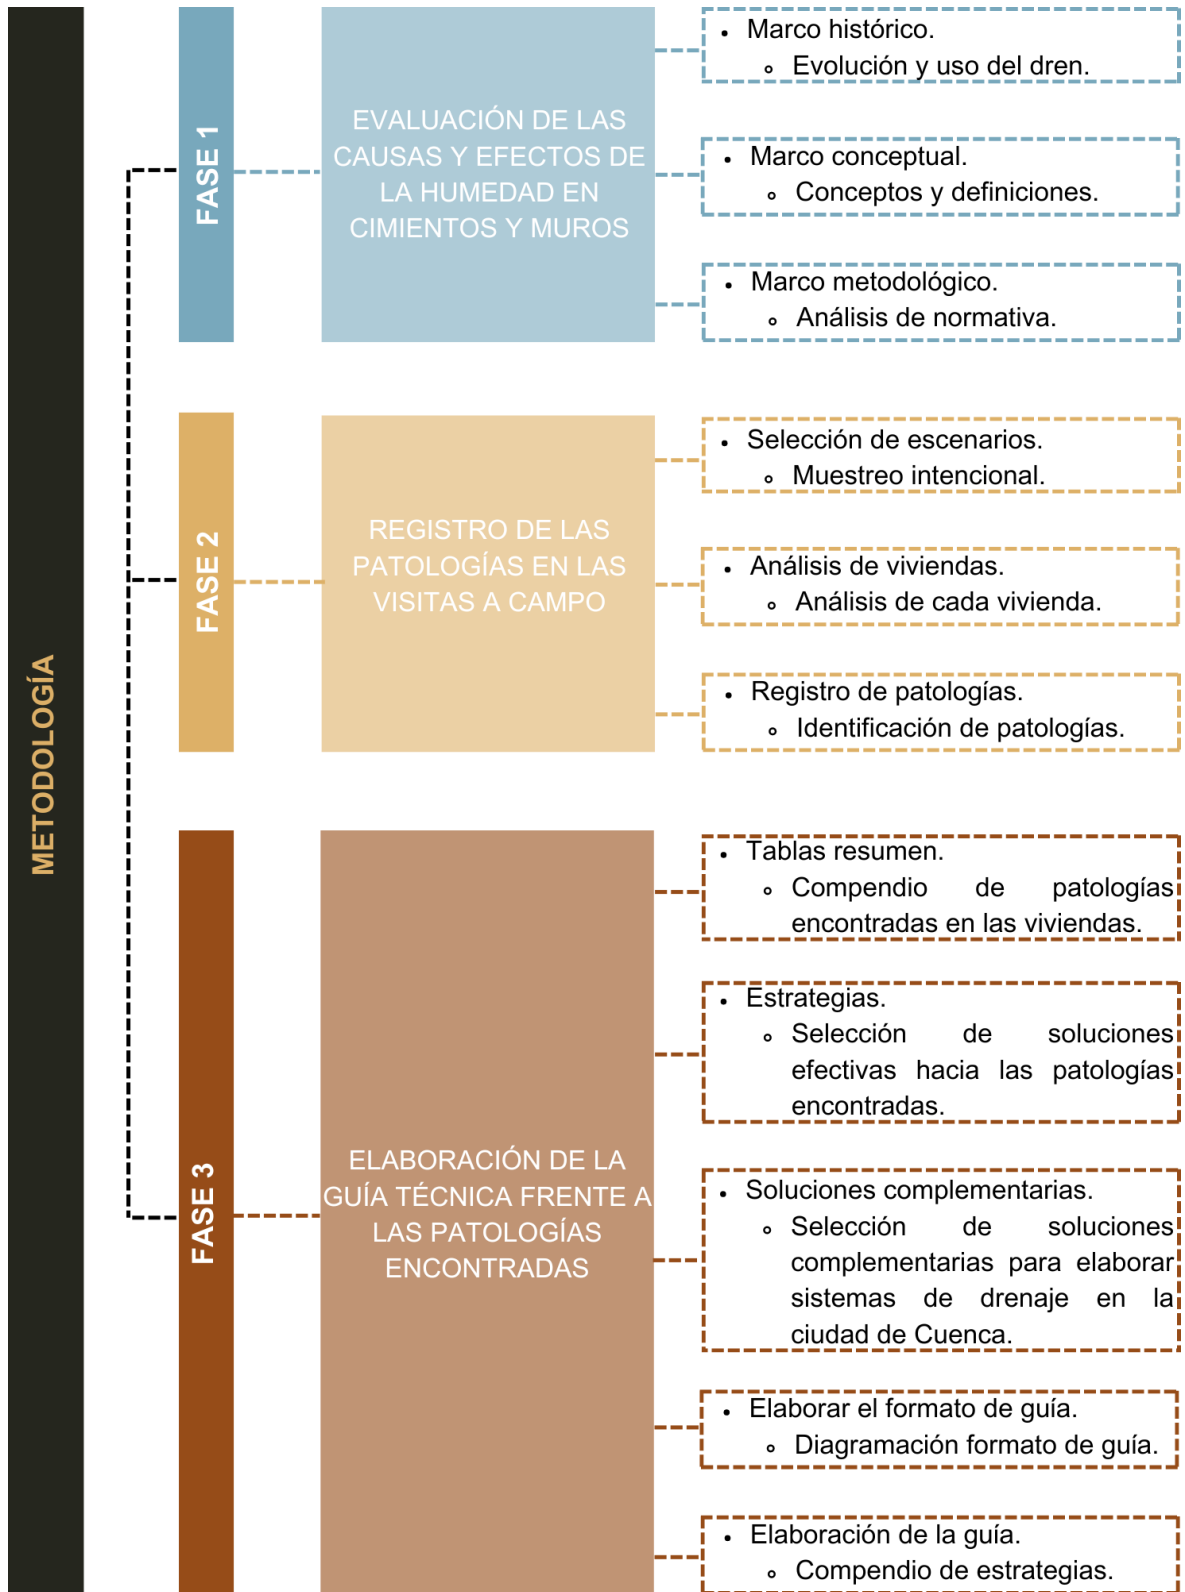 METODOLOGÍA
FASE 1
EVALUACIÓN DE LAS
CAUSAS Y EFECTOS DE
LA HUMEDAD EN
CIMIENTOS Y MUROS
• Marco histórico.
∘ Evolución y uso del dren.
• Marco conceptual.
∘ Conceptos y definiciones.
• Marco metodológico.
∘ Análisis de normativa.
FASE 2
REGISTRO DE LAS
PATOLOGÍAS EN LAS
VISITAS A CAMPO
• Selección de escenarios.
∘ Muestreo intencional.
• Análisis de viviendas.
∘ Análisis de cada vivienda.
• Registro de patologías.
∘ Identificación de patologías.
FASE 3
ELABORACIÓN DE LA
GUÍA TÉCNICA FRENTE A
LAS PATOLOGÍAS
ENCONTRADAS
• Tablas resumen.
∘ Compendio de patologías
encontradas en las viviendas.
• Estrategias.
∘ Selección de soluciones
efectivas hacia las patologías
encontradas.
• Soluciones complementarias.
∘ Selección de soluciones
complementarias para elaborar
sistemas de drenaje en la
ciudad de Cuenca.
• Elaborar el formato de guía.
∘ Diagramación formato de guía.
• Elaboración de la guía.
∘ Compendio de estrategias.